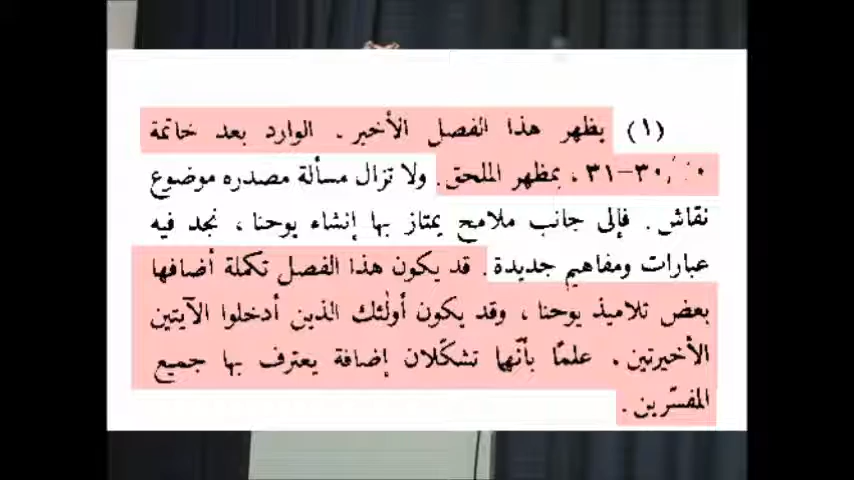 (١) يظهر هذا الفصل الأخير. الوارد بعد خاتمة
٣٠-٣١، بمظهر الملحق. ولا تزال مسألة مصدره موضوع
نقاش. فإلى جانب ملامح يمتاز بها إنشاء يوحنا، نجد فيه
عبارات ومفاهيم جديدة. قد يكون هذا الفصل تكملة أضافها
بعض تلاميذ يوحنا، وقد يكون أولئك الذين أدخلوا الآيتين
الأخيرتين. علمًا بأنّهما تشكّلان إضافة يعترف بها جميع
المفسّرين.